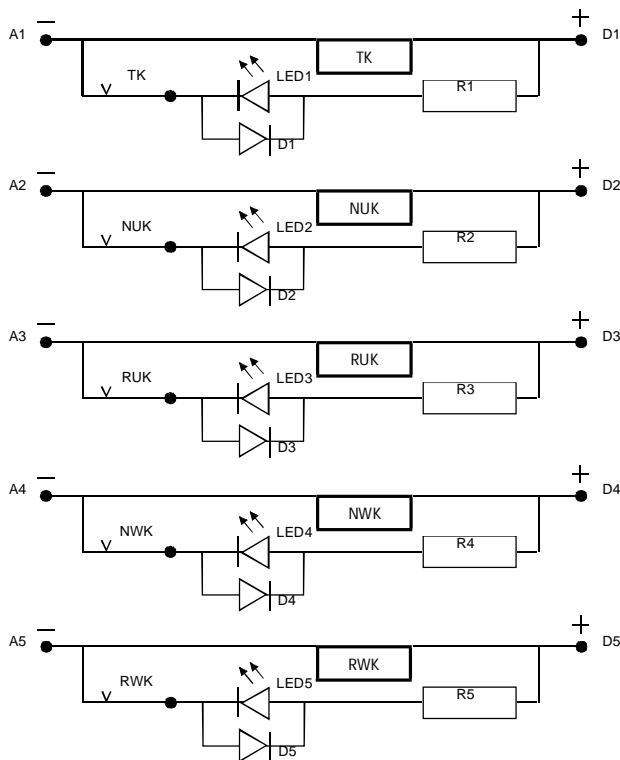 A1 − + D1
TK
TK LED1 R1
D1
A2 − + D2
NUK
NUK LED2 R2
D2
A3 − + D3
RUK
RUK LED3 R3
D3
A4 − + D4
NWK
NWK LED4 R4
D4
A5 − + D5
RWK
RWK LED5 R5
D5